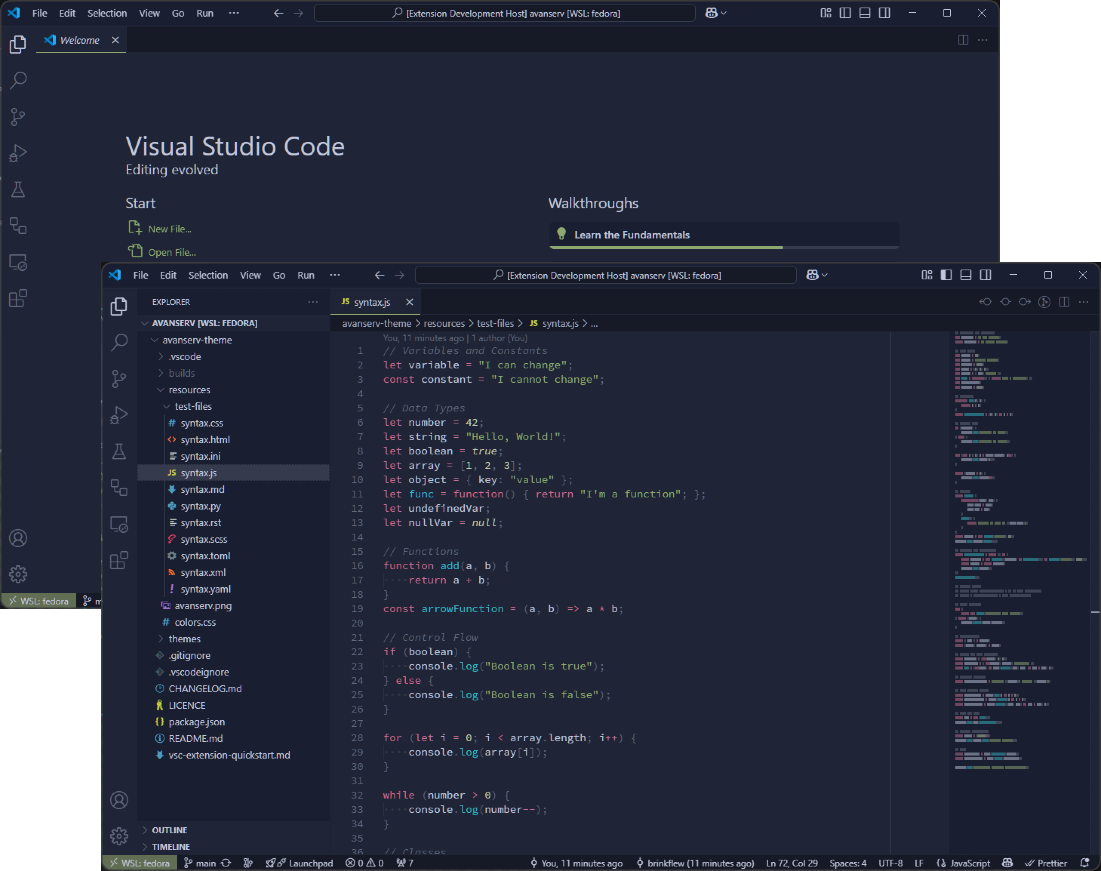 File Edit Selection View Go Run ··· [Extension Development Host] avanserv [WSL: fedora]
Welcome
Visual Studio Code
Editing evolved
Start
New File...
Open File...
Walkthroughs
Learn the Fundamentals
WSL: fedora
File Edit Selection View Go Run ··· [Extension Development Host] avanserv [WSL: fedora]
EXPLORER
AVANSERV [WSL: FEDORA]
avanserv-theme
.vscode
builds
resources
test-files
# syntax.css
<> syntax.html
syntax.ini
JS syntax.js
syntax.md
syntax.py
syntax.rst
syntax.scss
syntax.toml
syntax.xml
! syntax.yaml
avanserv.png
# colors.css
themes
.gitignore
.vscodeignore
CHANGELOG.md
LICENCE
{} package.json
README.md
vsc-extension-quickstart.md
OUTLINE
TIMELINE
JS syntax.js
avanserv-theme > resources > test-files > JS syntax.js > ...
You, 11 minutes ago | 1 author (You)
1 // Variables and Constants
2 let variable = "I can change";
3 const constant = "I cannot change";
4
5 // Data Types
6 let number = 42;
7 let string = "Hello, World!";
8 let boolean = true;
9 let array = [1, 2, 3];
10 let object = { key: "value" };
11 let func = function() { return "I'm a function"; };
12 let undefinedVar;
13 let nullVar = null;
14
15 // Functions
16 function add(a, b) {
17 ····return a + b;
18 }
19 const arrowFunction = (a, b) => a * b;
20
21 // Control Flow
22 if (boolean) {
23 ····console.log("Boolean is true");
24 } else {
25 ····console.log("Boolean is false");
26 }
27
28 for (let i = 0; i < array.length; i++) {
29 ····console.log(array[i]);
30 }
31
32 while (number > 0) {
33 ····console.log(number--);
34 }
35
// Classes
WSL: fedora main Launchpad 0 0 7 You, 11 minutes ago brinkflew (11 minutes ago) Ln 72, Col 29 Spaces: 4 UTF-8 LF JavaScript Prettier